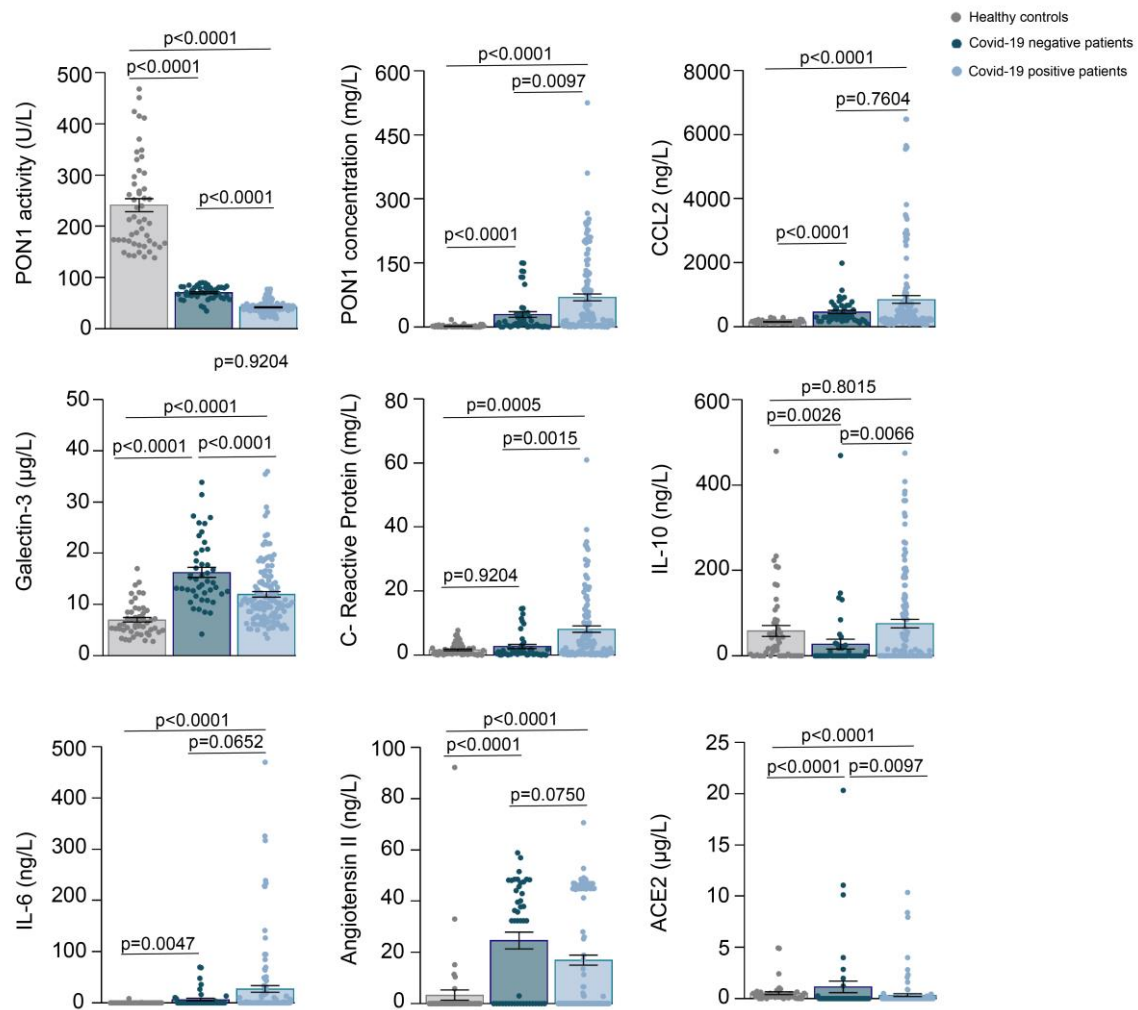 Healthy controls
Covid-19 negative patients
Covid-19 positive patients
PON1 activity (U/L)
p<0.0001
p<0.0001
p<0.0001
500
400
300
200
100
0
PON1 concentration (mg/L)
p<0.0001
p=0.0097
p<0.0001
600
450
300
150
0
CCL2 (ng/L)
p<0.0001
p=0.7604
p<0.0001
8000
6000
4000
2000
0
p=0.9204
Galectin-3 (µg/L)
p<0.0001
p<0.0001 p<0.0001
50
40
30
20
10
0
C- Reactive Protein (mg/L)
p=0.0005
p=0.0015
p=0.9204
80
60
40
20
0
IL-10 (ng/L)
p=0.8015
p=0.0026
p=0.0066
600
400
200
0
IL-6 (ng/L)
p<0.0001
p=0.0652
p=0.0047
500
400
300
200
100
0
Angiotensin II (ng/L)
p<0.0001
p<0.0001
p=0.0750
100
80
60
40
20
0
ACE2 (µg/L)
p<0.0001
p<0.0001 p=0.0097
25
20
15
10
5
0